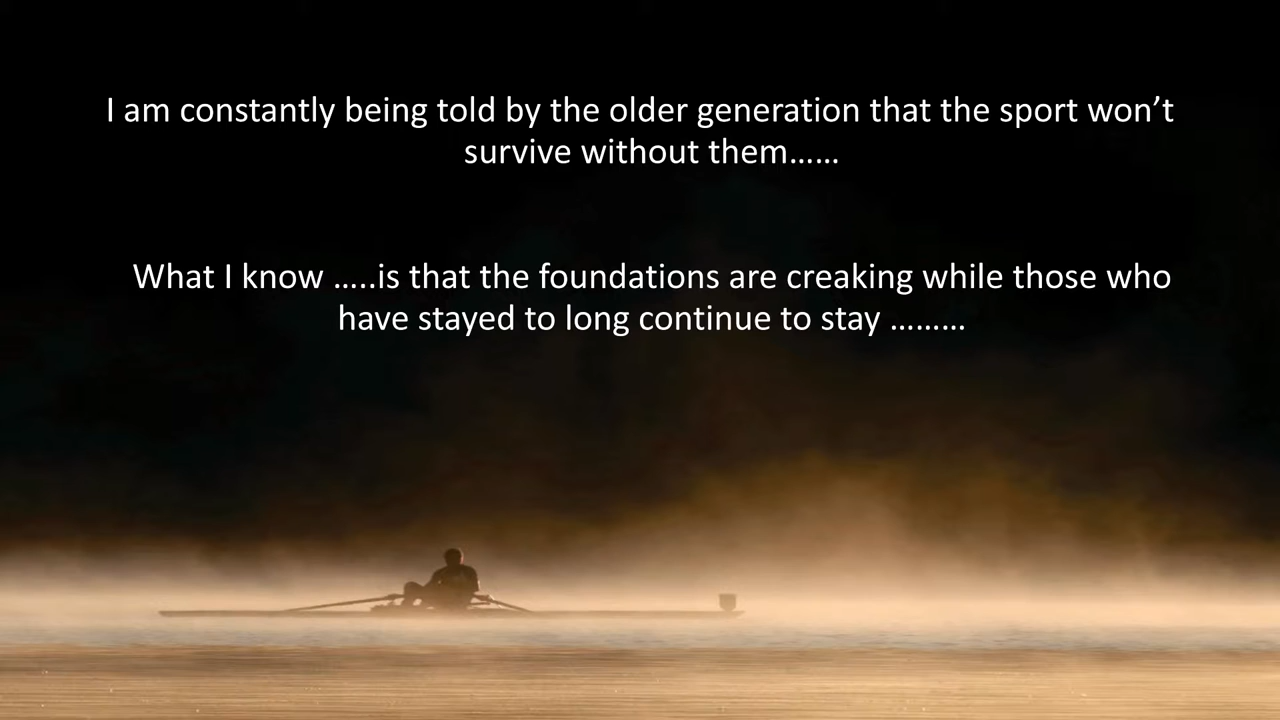 I am constantly being told by the older generation that the sport won’t
survive without them……
What I know …..is that the foundations are creaking while those who
have stayed to long continue to stay ………